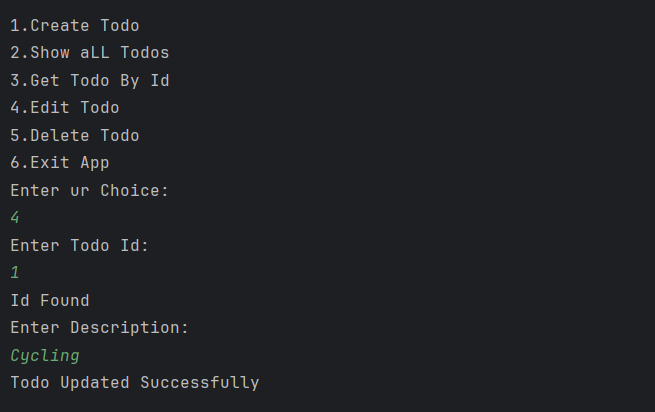 1.Create Todo
2.Show aLL Todos
3.Get Todo By Id
4.Edit Todo
5.Delete Todo
6.Exit App
Enter ur Choice:
4
Enter Todo Id:
1
Id Found
Enter Description:
Cycling
Todo Updated Successfully